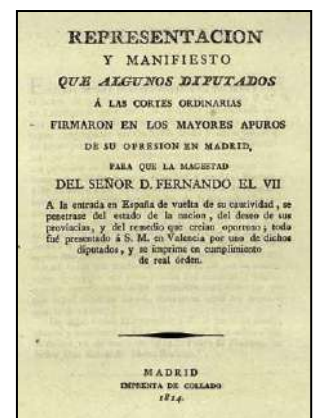 REPRESENTACION
Y MANIFIESTO
QUE ALGUNOS DIPUTADOS
Á LAS CORTES ORDINARIAS
FIRMARON EN LOS MAYORES APUROS
DE SU OPRESION EN MADRID,
PARA QUE LA MAGESTAD
DEL SEÑOR D. FERNANDO EL VII
A la entrada en España de vuelta de su cautividad, se
penetrase del estado de la nacion, del deseo de sus
provincias, y del remedio que creian oportuno; todo
fué presentado á S. M. en Valencia por uno de dichos
diputados, y se imprime en cumplimiento
de real órden.
MADRID
IMPRENTA DE COLLADO
1814.